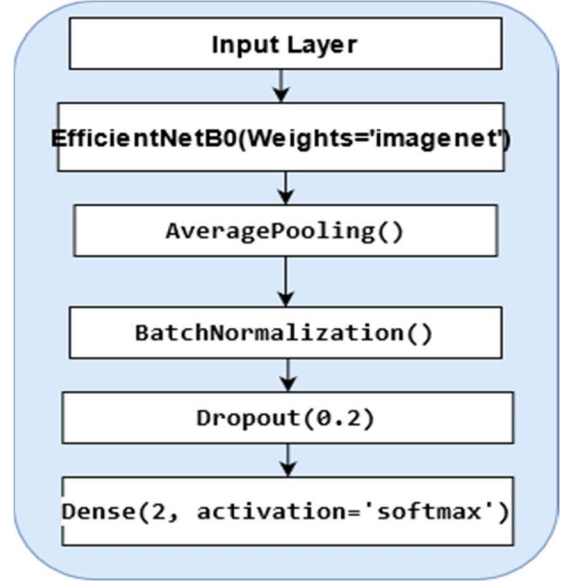 Input Layer
EfficientNetB0(Weights='imagenet')
AveragePooling()
BatchNormalization()
Dropout(0.2)
Dense(2, activation='softmax')